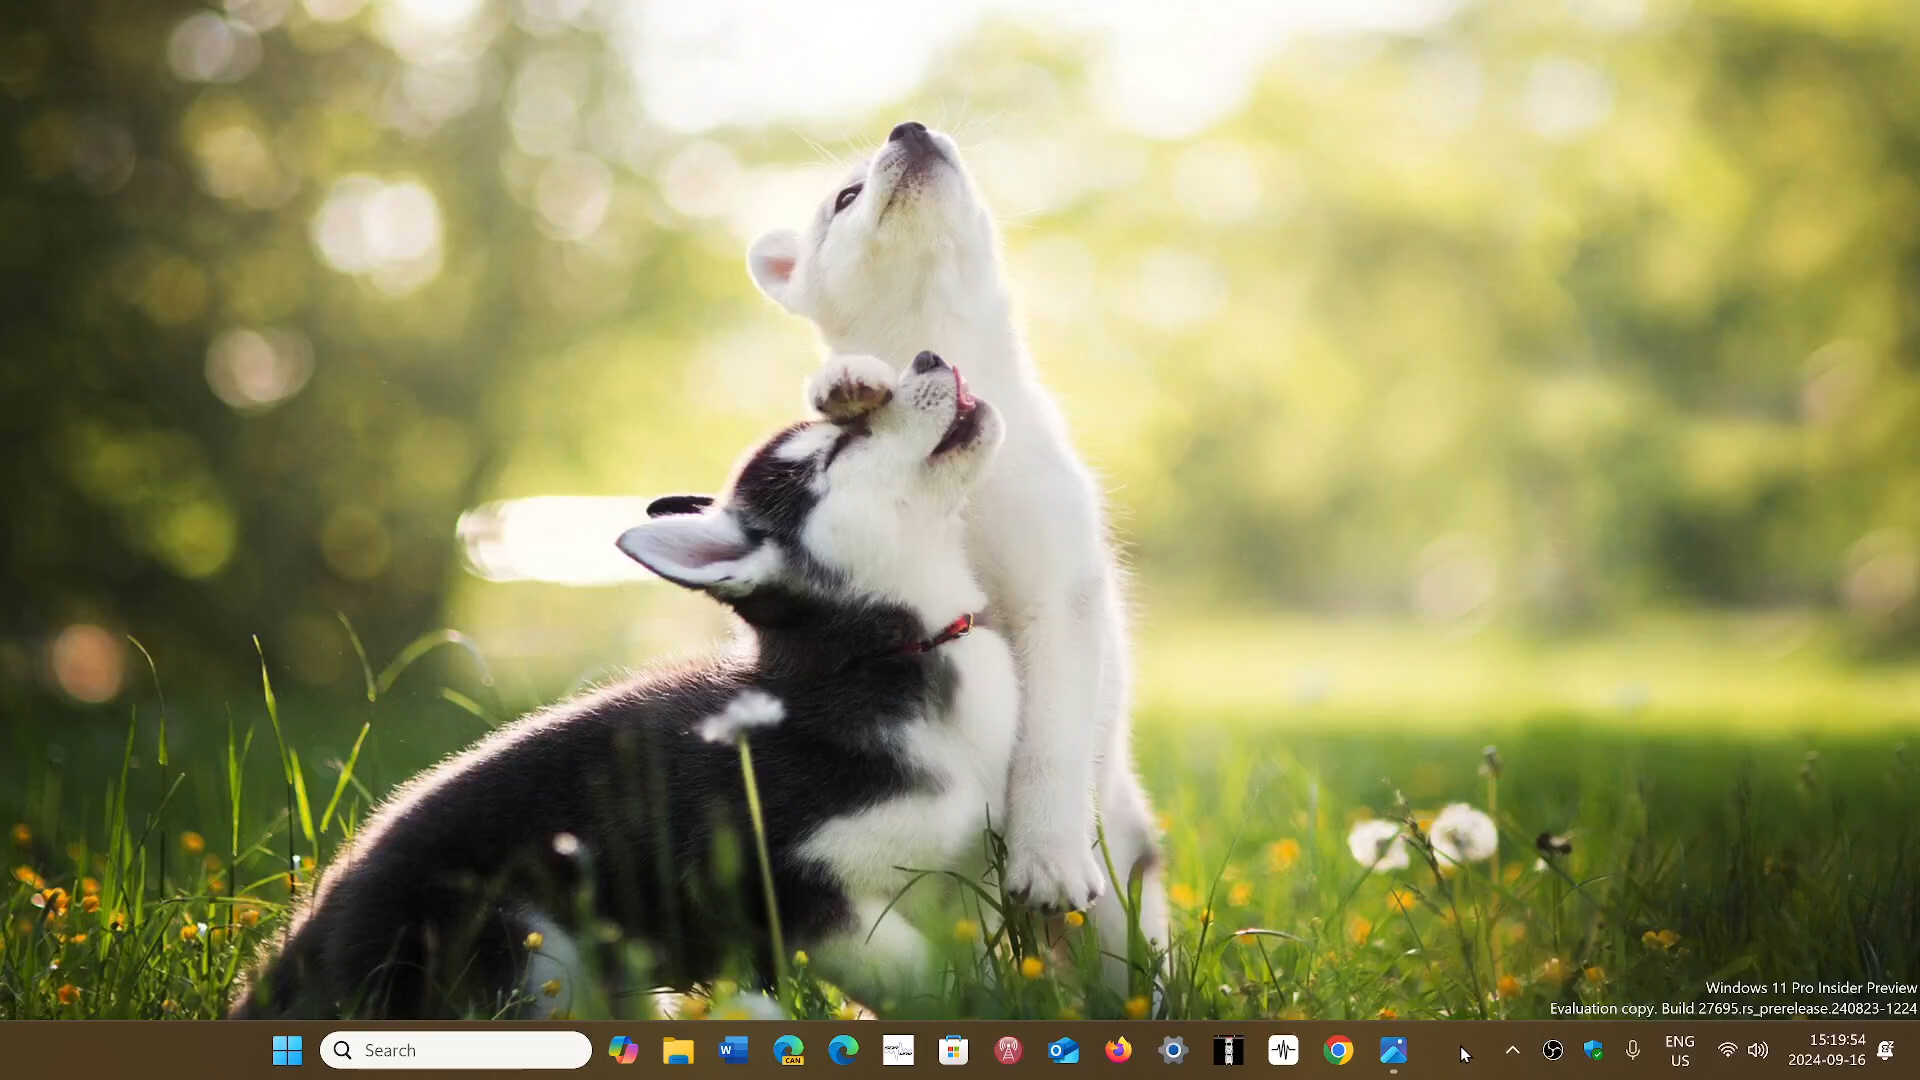 Windows 11 Pro Insider Preview
Evaluation copy. Build 27695.rs_prerelease.240823-1224
Search
W
CAN
O
ENG
US
15:19:54
2024-09-16